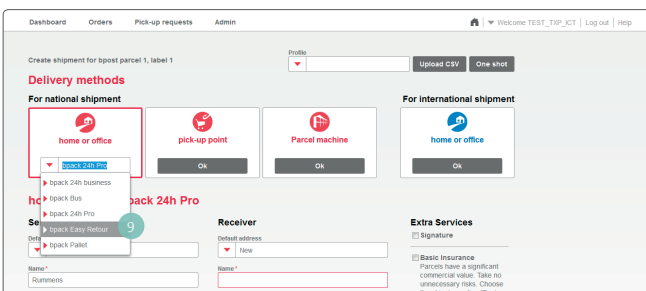 Dashboard Orders Pick-up requests Admin Welcome TEST_TXP_ICT | Log out | Help
Create shipment for bpost parcel 1, label 1
Profile
Upload CSV One shot
Delivery methods
For national shipment For international shipment
home or office pick-up point Parcel machine home or office
bpack 24h Pro Ok Ok Ok
bpack 24h business
bpack Bus
bpack 24h Pro
bpack Easy Retour 9
bpack Pallet
ho pack 24h Pro
Se Receiver Extra Services
Defa Default address Signature
New
Basic Insurance
Name * Name * Parcels have a significant
commercial value. Take no
Rummens unnecessary risks. Choose